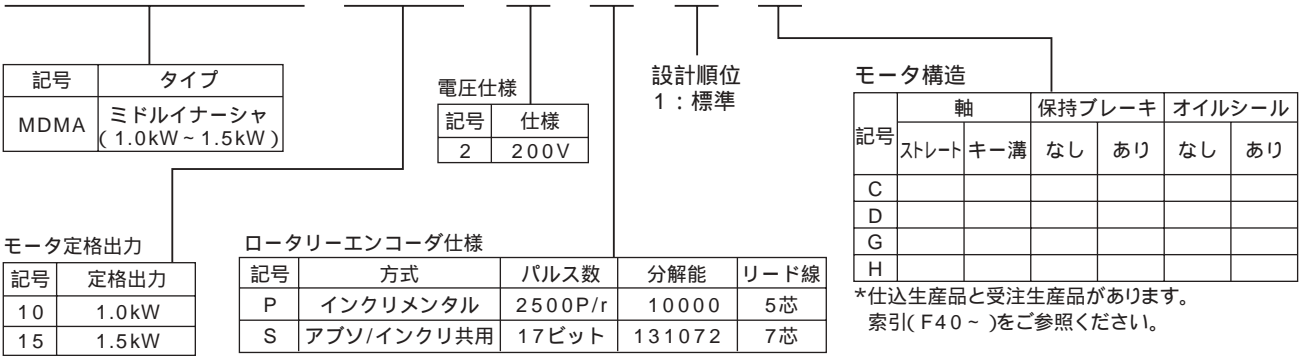 記号 タイプ
MDMA ミドルイナーシャ
(1.0kW~1.5kW)
電圧仕様
記号 仕様
2 200V
設計順位
1:標準
モータ構造
記号 軸 保持ブレーキ オイルシール
ストレート キー溝 なし あり なし あり
C
D
G
H
*仕込生産品と受注生産品があります。
索引(F40~)をご参照ください。
モータ定格出力
記号 定格出力
10 1.0kW
15 1.5kW
ロータリーエンコーダ仕様
記号 方式 パルス数 分解能 リード線
P インクリメンタル 2500P/r 10000 5芯
S アブソ/インクリ共用 17ビット 131072 7芯